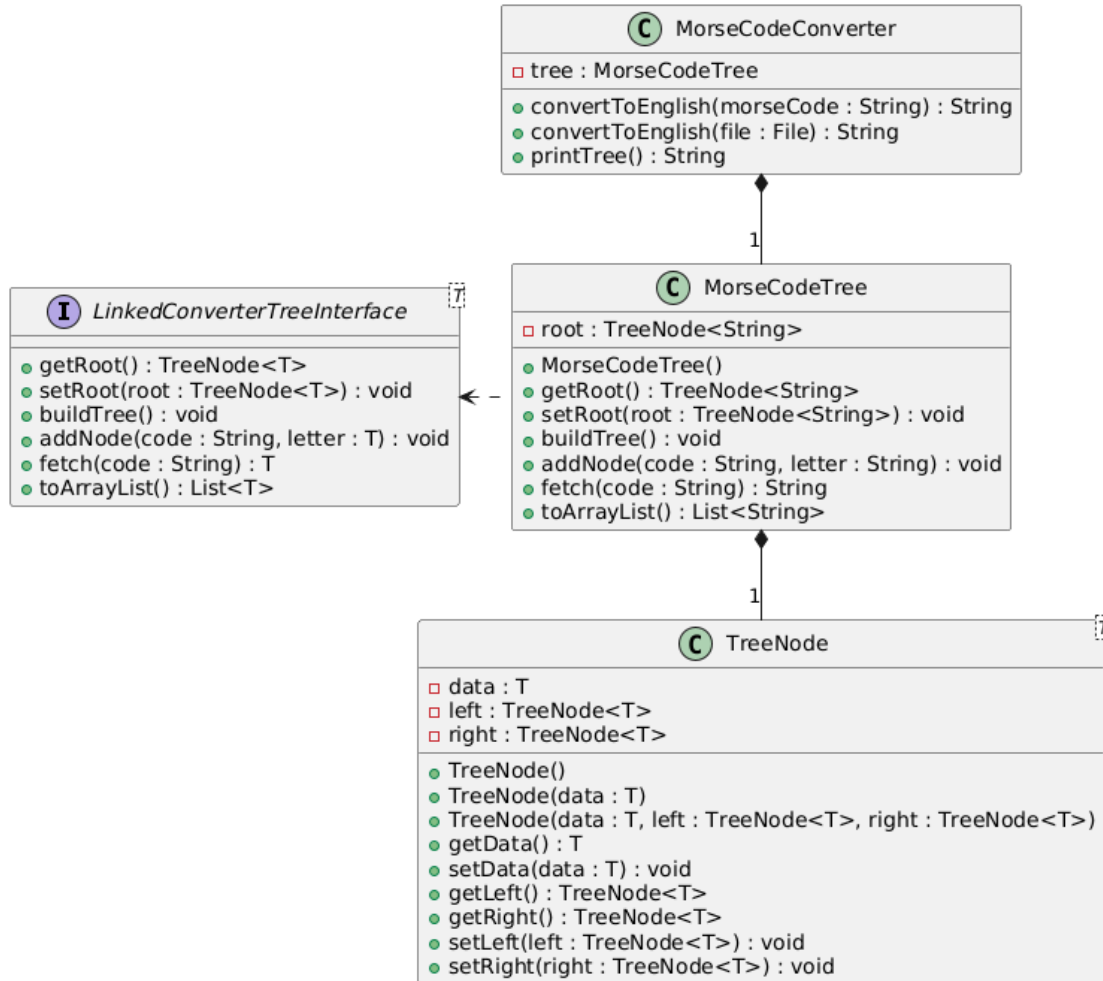 C MorseCodeConverter
tree : MorseCodeTree
convertToEnglish(morseCode : String) : String
convertToEnglish(file : File) : String
printTree() : String
1
I LinkedConverterTreeInterface T
getRoot() : TreeNode<T>
setRoot(root : TreeNode<T>) : void
buildTree() : void
addNode(code : String, letter : T) : void
fetch(code : String) : T
toArrayList() : List<T>
C MorseCodeTree
root : TreeNode<String>
MorseCodeTree()
getRoot() : TreeNode<String>
setRoot(root : TreeNode<String>) : void
buildTree() : void
addNode(code : String, letter : String) : void
fetch(code : String) : String
toArrayList() : List<String>
1
C TreeNode T
data : T
left : TreeNode<T>
right : TreeNode<T>
TreeNode()
TreeNode(data : T)
TreeNode(data : T, left : TreeNode<T>, right : TreeNode<T>)
getData() : T
setData(data : T) : void
getLeft() : TreeNode<T>
getRight() : TreeNode<T>
setLeft(left : TreeNode<T>) : void
setRight(right : TreeNode<T>) : void